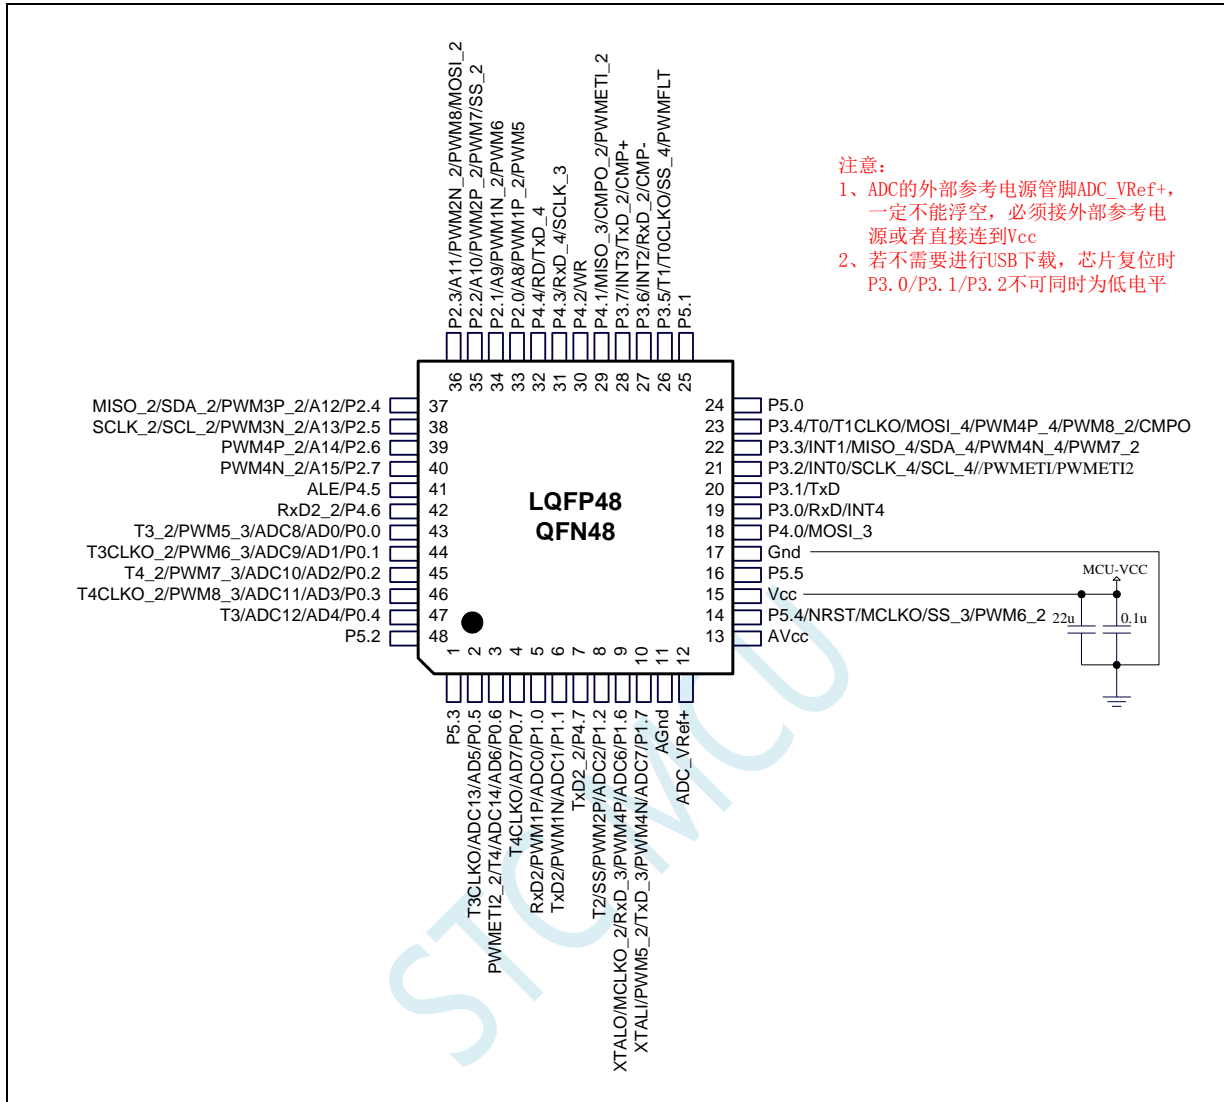 P2.3/A11/PWM2N_2/PWM8/MOSI_2
P2.2/A10/PWM2P_2/PWM7/SS_2
P2.1/A9/PWM1N_2/PWM6
P2.0/A8/PWM1P_2/PWM5
P4.4/RD/TxD_4
P4.3/RxD_4/SCLK_3
P4.2/WR
P4.1/MISO_3/CMPO_2/PWMETI_2
P3.7/INT3/TxD_2/CMP+
P3.6/INT2/RxD_2/CMP-
P3.5/T1/T0CLKO/SS_4/PWMFLT
P5.1
注意：
1、ADC的外部参考电源管脚ADC_VRef+，
一定不能浮空，必须接外部参考电
源或者直接连到Vcc
2、若不需要进行USB下载，芯片复位时
P3.0/P3.1/P3.2不可同时为低电平
36 35 34 33 32 31 30 29 28 27 26 25
MISO_2/SDA_2/PWM3P_2/A12/P2.4 37
SCLK_2/SCL_2/PWM3N_2/A13/P2.5 38
PWM4P_2/A14/P2.6 39
PWM4N_2/A15/P2.7 40
ALE/P4.5 41
RxD2_2/P4.6 42
T3_2/PWM5_3/ADC8/AD0/P0.0 43
T3CLKO_2/PWM6_3/ADC9/AD1/P0.1 44
T4_2/PWM7_3/ADC10/AD2/P0.2 45
T4CLKO_2/PWM8_3/ADC11/AD3/P0.3 46
T3/ADC12/AD4/P0.4 47
P5.2 48
LQFP48
QFN48
24 P5.0
23 P3.4/T0/T1CLKO/MOSI_4/PWM4P_4/PWM8_2/CMPO
22 P3.3/INT1/MISO_4/SDA_4/PWM4N_4/PWM7_2
21 P3.2/INT0/SCLK_4/SCL_4//PWMETI/PWMETI2
20 P3.1/TxD
19 P3.0/RxD/INT4
18 P4.0/MOSI_3
17 Gnd
16 P5.5
15 Vcc
14 P5.4/NRST/MCLKO/SS_3/PWM6_2
13 AVcc
MCU-VCC
22u 0.1u
1 2 3 4 5 6 7 8 9 10 11 12
P5.3
T3CLKO/ADC13/AD5/P0.5
PWMETI2_2/T4/ADC14/AD6/P0.6
T4CLKO/AD7/P0.7
RxD2/PWM1P/ADC0/P1.0
TxD2/PWM1N/ADC1/P1.1
TxD2_2/P4.7
T2/SS/PWM2P/ADC2/P1.2
XTALO/MCLKO_2/RxD_3/PWM4P/ADC6/P1.6
XTALI/PWM5_2/TxD_3/PWM4N/ADC7/P1.7
AGnd
ADC_VRef+
STCMCU